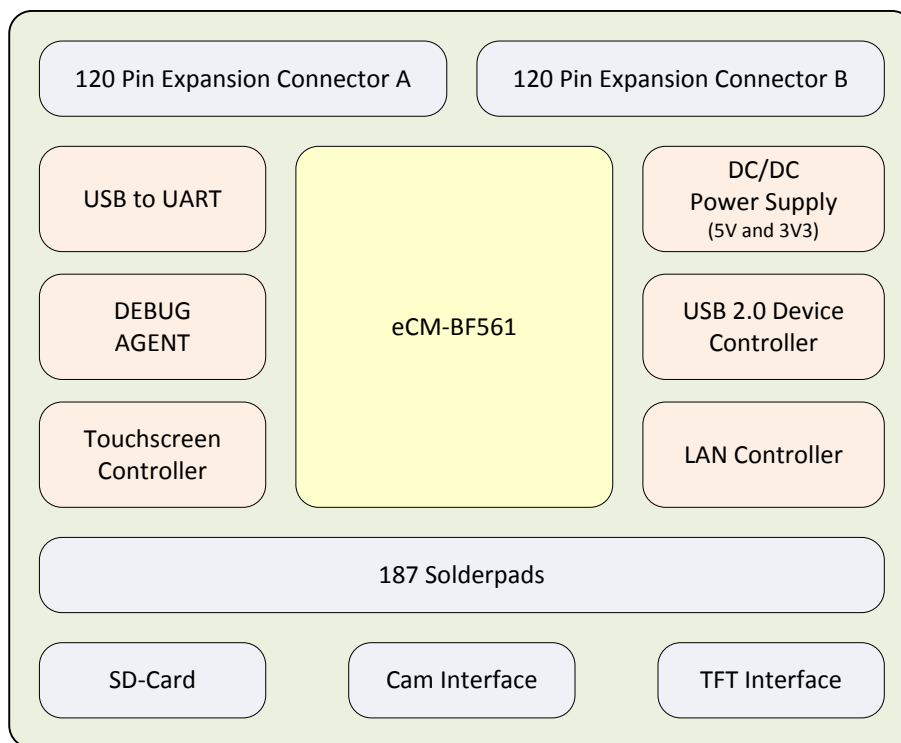 120 Pin Expansion Connector A
120 Pin Expansion Connector B
USB to UART
eCM-BF561
DC/DC
Power Supply
(5V and 3V3)
DEBUG
AGENT
USB 2.0 Device
Controller
Touchscreen
Controller
LAN Controller
187 Solderpads
SD-Card
Cam Interface
TFT Interface